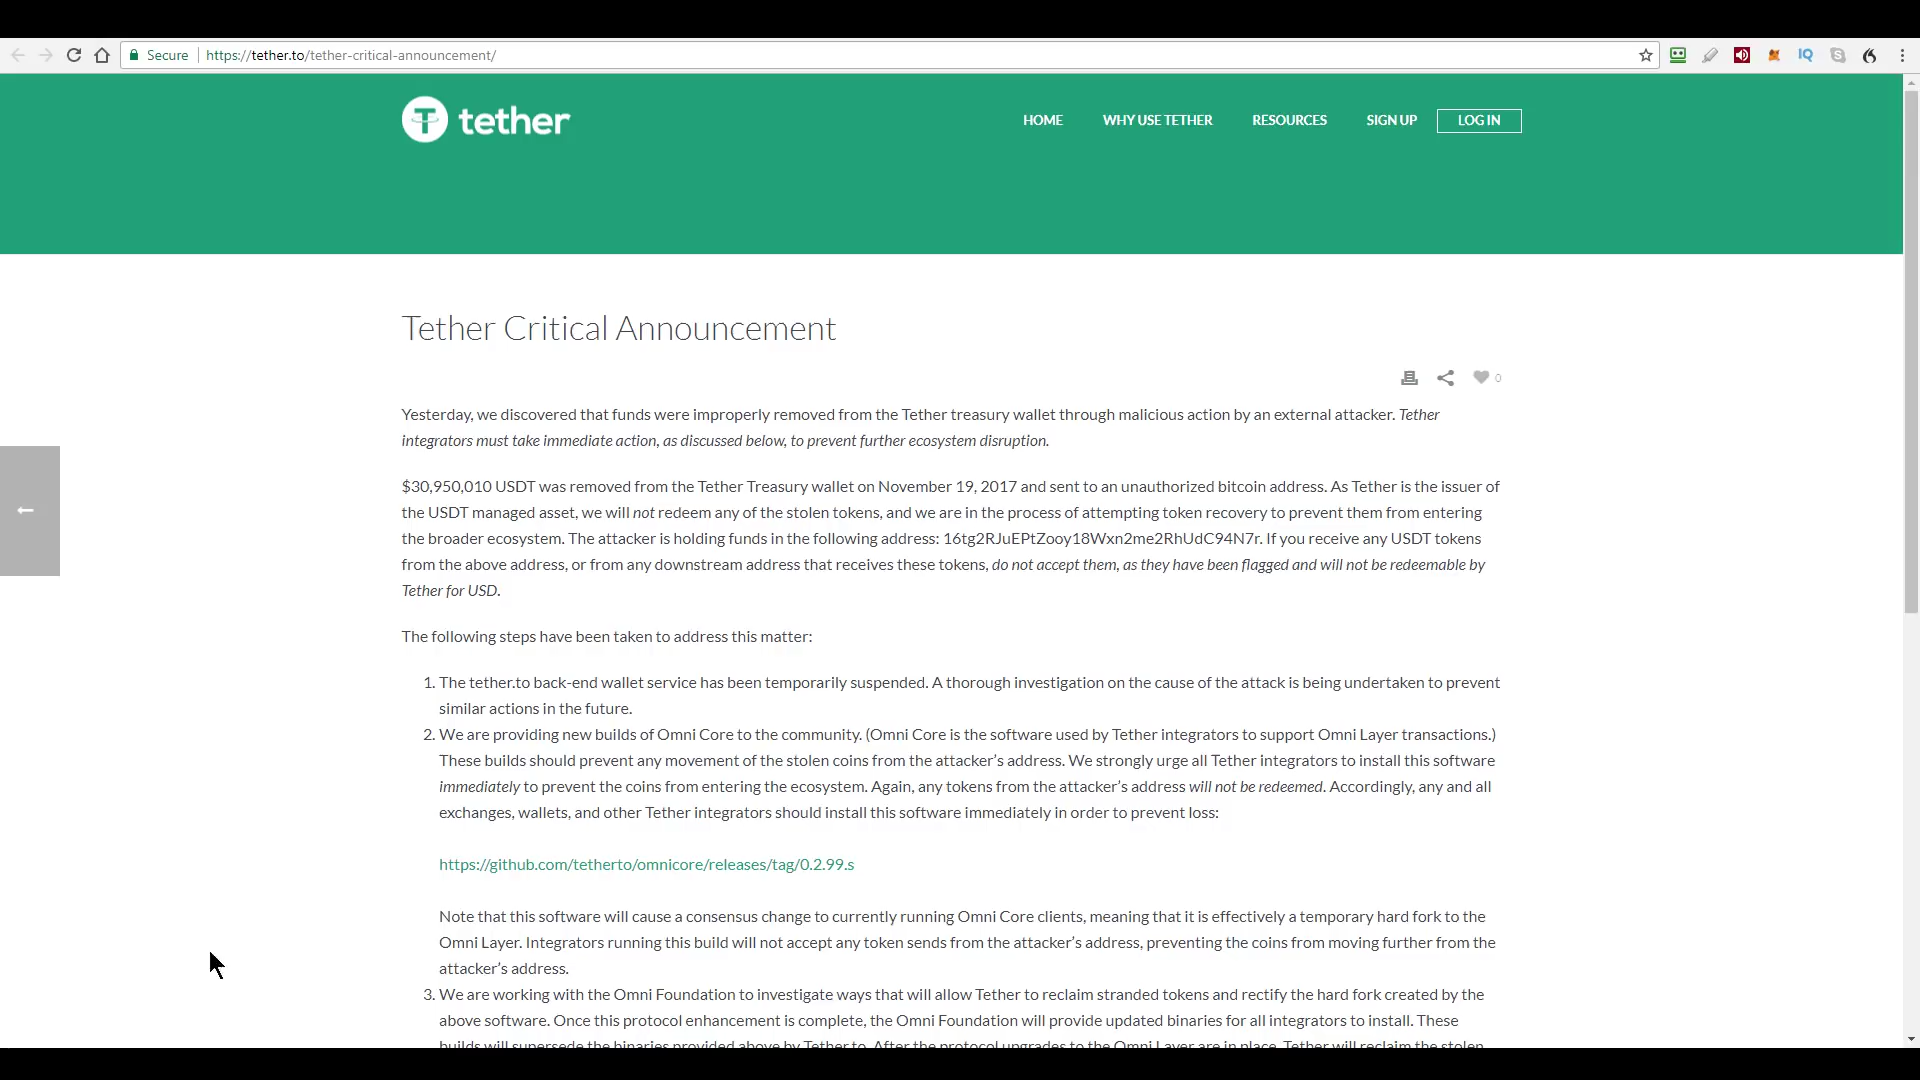 Secure https://tether.to/tether-critical-announcement/
IQ
T tether
HOME WHY USE TETHER RESOURCES SIGN UP LOG IN
Tether Critical Announcement
0
Yesterday, we discovered that funds were improperly removed from the Tether treasury wallet through malicious action by an external attacker. Tether
integrators must take immediate action, as discussed below, to prevent further ecosystem disruption.
$30,950,010 USDT was removed from the Tether Treasury wallet on November 19, 2017 and sent to an unauthorized bitcoin address. As Tether is the issuer of
the USDT managed asset, we will not redeem any of the stolen tokens, and we are in the process of attempting token recovery to prevent them from entering
the broader ecosystem. The attacker is holding funds in the following address: 16tg2RJuEPtZooy18Wxn2me2RhUdC94N7r. If you receive any USDT tokens
from the above address, or from any downstream address that receives these tokens, do not accept them, as they have been flagged and will not be redeemable by
Tether for USD.
The following steps have been taken to address this matter:
1. The tether.to back-end wallet service has been temporarily suspended. A thorough investigation on the cause of the attack is being undertaken to prevent
similar actions in the future.
2. We are providing new builds of Omni Core to the community. (Omni Core is the software used by Tether integrators to support Omni Layer transactions.)
These builds should prevent any movement of the stolen coins from the attacker's address. We strongly urge all Tether integrators to install this software
immediately to prevent the coins from entering the ecosystem. Again, any tokens from the attacker's address will not be redeemed. Accordingly, any and all
exchanges, wallets, and other Tether integrators should install this software immediately in order to prevent loss:
https://github.com/tetherto/omnicore/releases/tag/0.2.99.s
Note that this software will cause a consensus change to currently running Omni Core clients, meaning that it is effectively a temporary hard fork to the
Omni Layer. Integrators running this build will not accept any token sends from the attacker's address, preventing the coins from moving further from the
attacker's address.
3. We are working with the Omni Foundation to investigate ways that will allow Tether to reclaim stranded tokens and rectify the hard fork created by the
above software. Once this protocol enhancement is complete, the Omni Foundation will provide updated binaries for all integrators to install. These
builds will supersede the binaries provided above by Tether.to. After the protocol upgrades to the Omni Layer are in place, Tether will reclaim the stolen